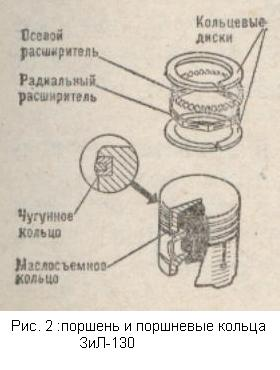 Осевой
расширитель
Кольцевые
диски
Радиальный
расширитель
Чугунное
кольцо
Маслосъемное
кольцо
Рис. 2 :поршень и поршневые кольца
ЗиЛ-130